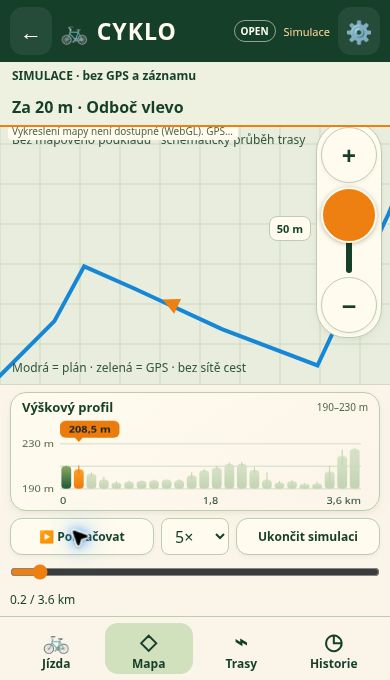 ←
CYKLO
OPEN
Simulace
SIMULACE · bez GPS a záznamu
Za 20 m · Odboč vlevo
Vykreslení mapy není dostupné (WebGL). GPS...
Bez mapového podkladu schematický průběh trasy
+
50 m
−
Modrá = plán · zelená = GPS · bez sítě cest
Výškový profil
190–230 m
208,5 m
230 m
190 m
0
1,8
3,6 km
5×
Ukončit simulaci
0.2 / 3.6 km
Jízda
Mapa
Trasy
Historie